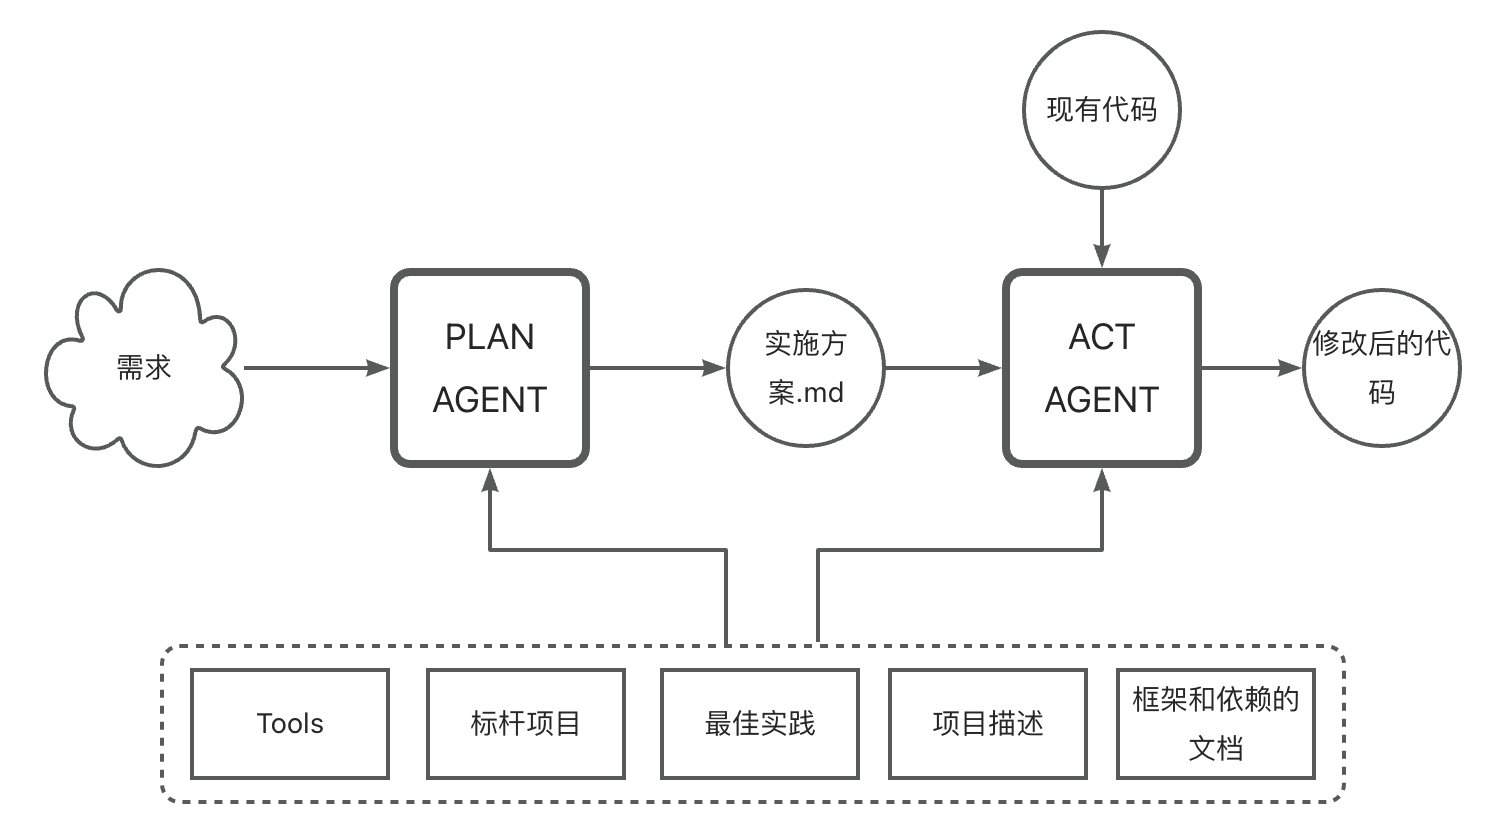 现有代码
需求
PLAN
AGENT
实施方
案.md
ACT
AGENT
修改后的代
码
Tools
标杆项目
最佳实践
项目描述
框架和依赖的
文档